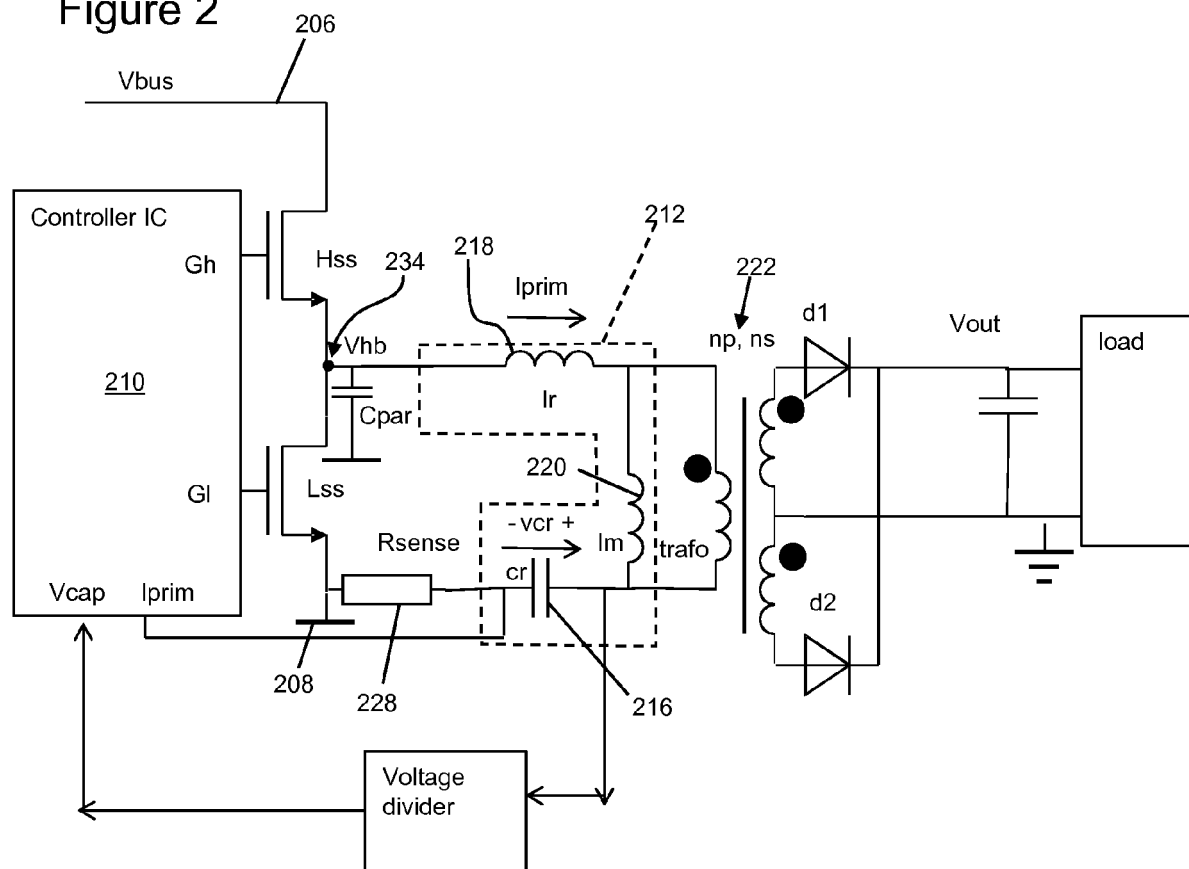 Figure 2
206
Vbus
Controller IC
212
218
234
Hss
Gh
Iprim
222
d1
Vout
np, ns
Vhb
load
210
Cpar
lr
220
Gl
Lss
- vcr +
Rsense
lm
trafo
cr
Vcap
Iprim
d2
208
228
216
Voltage
divider